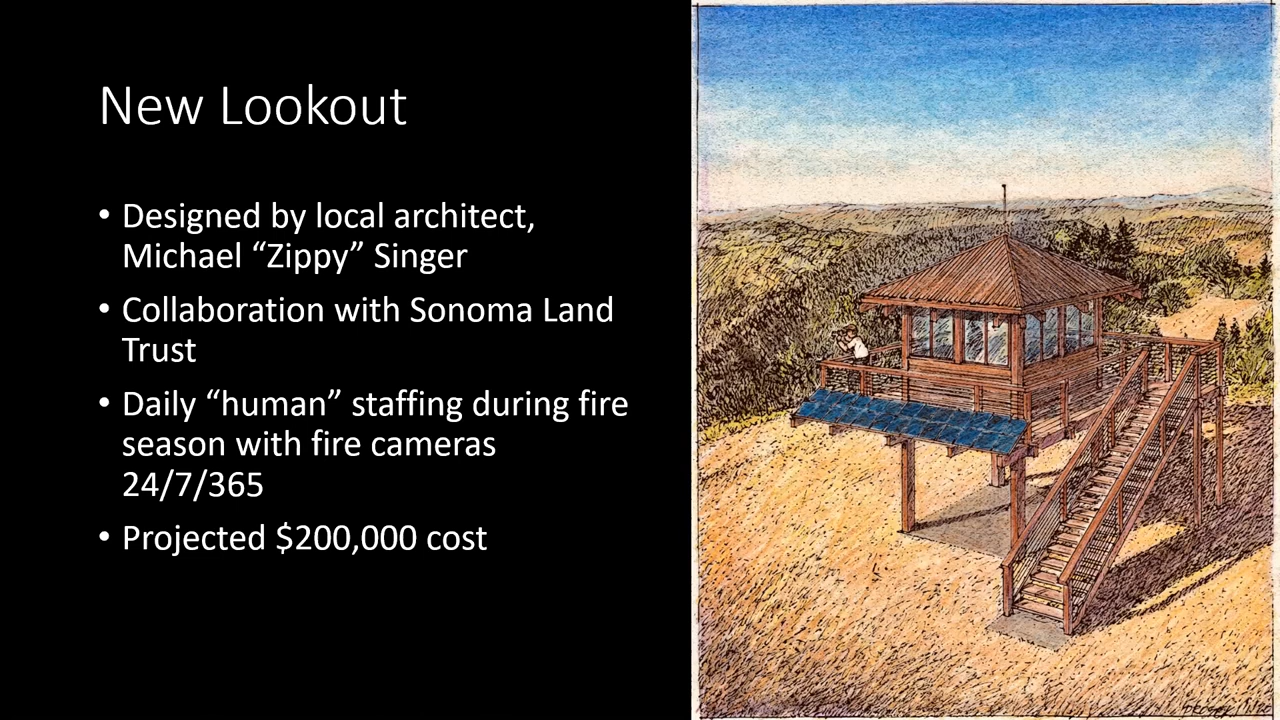 New Lookout
• Designed by local architect,
Michael “Zippy” Singer
• Collaboration with Sonoma Land
Trust
• Daily “human” staffing during fire
season with fire cameras
24/7/365
• Projected $200,000 cost